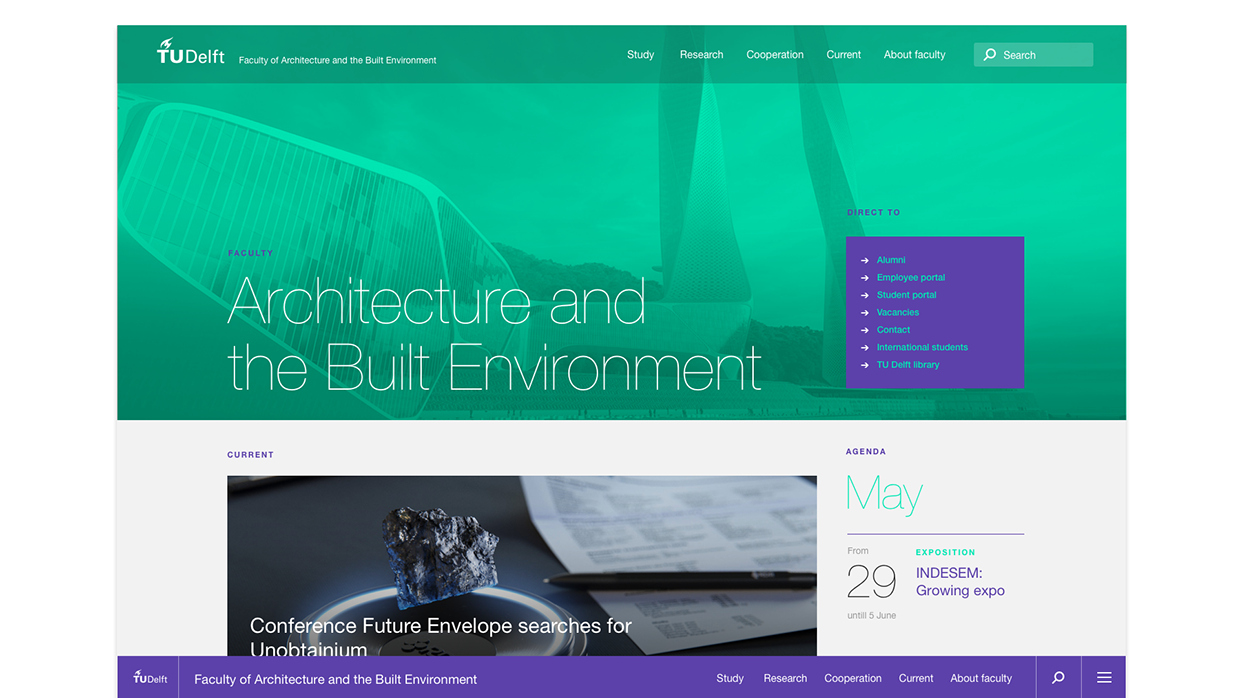 TU Delft
Faculty of Architecture and the Built Environment
Study
Research
Cooperation
Current
About faculty
Search
FACULTY
Architecture and
the Built Environment
DIRECT TO
Alumni
Employee portal
Student portal
Vacancies
Contact
International students
TU Delft library
CURRENT
Conference Future Envelope searches for
Unobtainium
AGENDA
May
From
29
untill 5 June
EXPOSITION
INDESEM:
Growing expo
TU Delft
Faculty of Architecture and the Built Environment
Study
Research
Cooperation
Current
About faculty